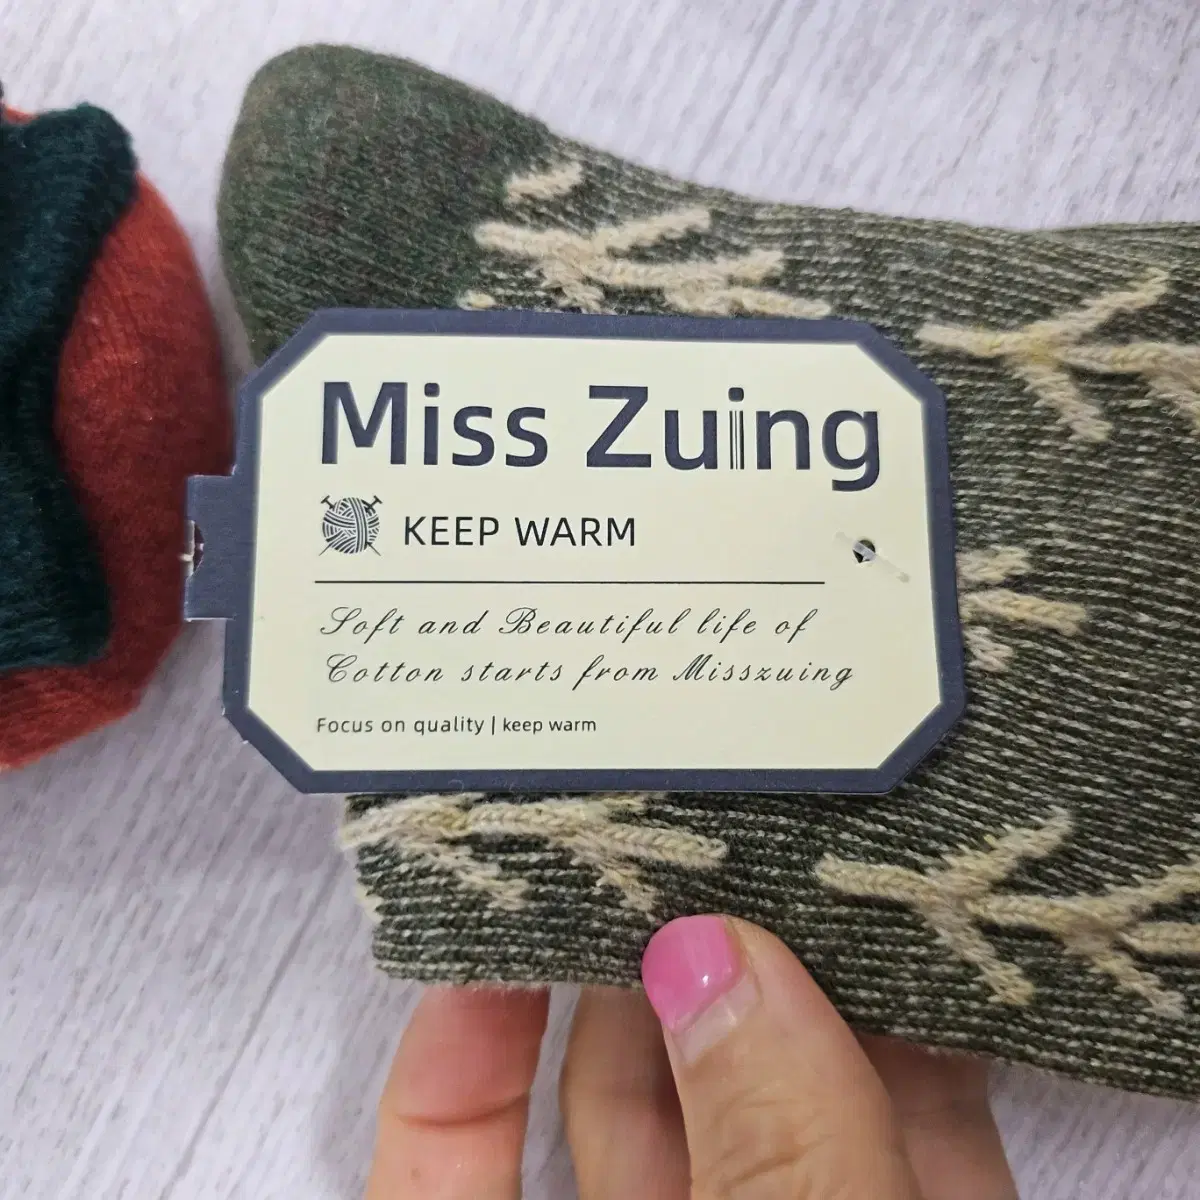 Miss Zuing
KEEP WARM
Soft and Beautiful life of
Cotton starts from Misszuing
Focus on quality | keep warm